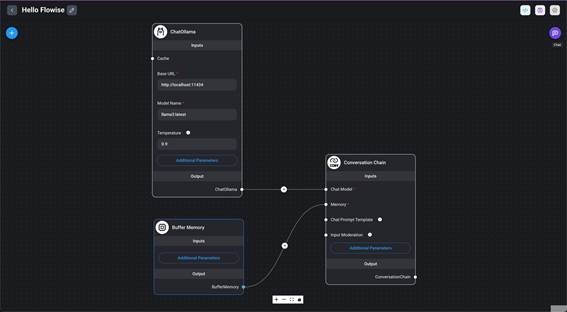 Hello Flowise
Chat
ChatOllama
Inputs
Cache
Base URL *
http://localhost:11434
Model Name *
llama3:latest
Temperature
0.9
Additional Parameters
Output
ChatOllama
Buffer Memory
Inputs
Additional Parameters
Output
BufferMemory
Conversation Chain
Inputs
Chat Model *
Memory *
Chat Prompt Template
Input Moderation
Additional Parameters
Output
ConversationChain